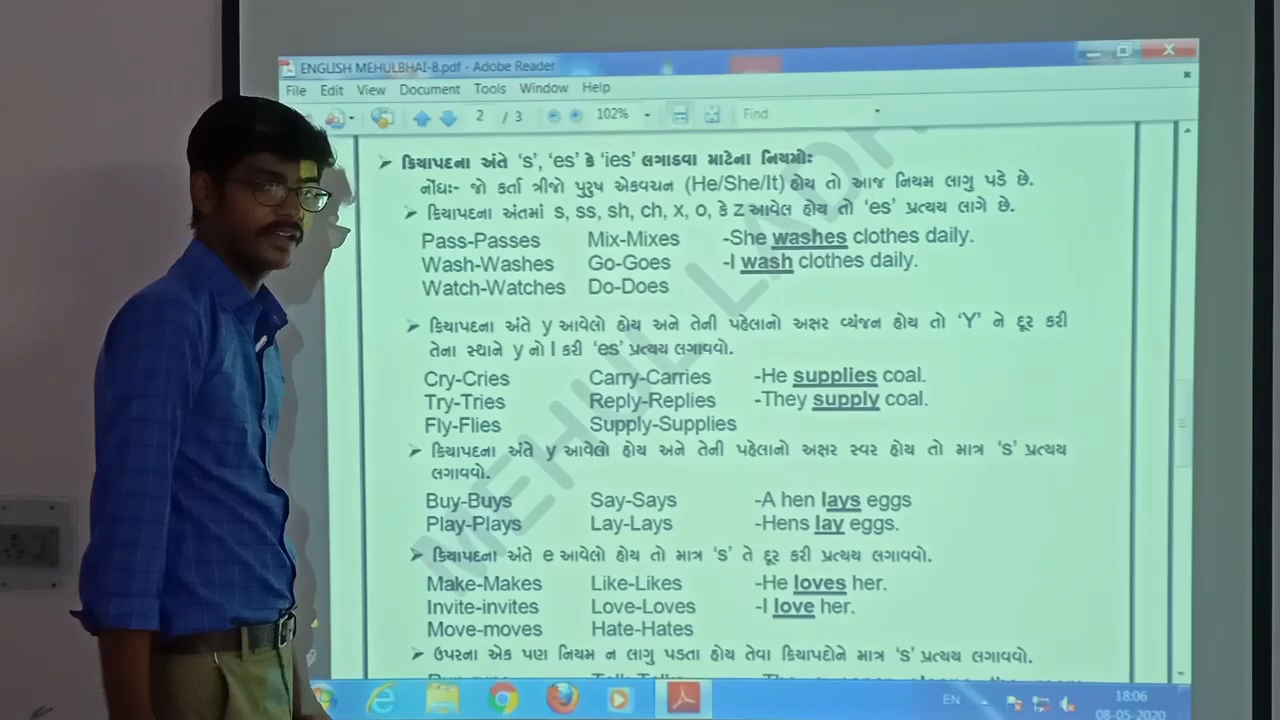 ENGLISH MEHULBHAI-8.pdf - Adobe Reader
File Edit View Document Tools Window Help
2 / 3 102% Find
➢ ક્રિયાપદના અંતે 's', 'es' કે 'ies' લગાડવા માટેના નિયમોઃ
નોંધઃ- જો કર્તા ત્રીજો પુરુષ એકવચન (He/She/It) હોય તો આજ નિયમ લાગુ પડે છે.
➢ ક્રિયાપદના અંતમાં s, ss, sh, ch, x, o, કે z આવેલ હોય તો 'es' પ્રત્યય લાગે છે.
Pass-Passes Mix-Mixes -She washes clothes daily.
Wash-Washes Go-Goes -I wash clothes daily.
Watch-Watches Do-Does
➢ ક્રિયાપદના અંતે y આવેલો હોય અને તેની પહેલાનો અક્ષર વ્યંજન હોય તો 'Y' ને દૂર કરી
તેના સ્થાને y નો I કરી 'es' પ્રત્યય લગાવવો.
Cry-Cries Carry-Carries -He supplies coal.
Try-Tries Reply-Replies -They supply coal.
Fly-Flies Supply-Supplies
➢ ક્રિયાપદના અંતે y આવેલો હોય અને તેની પહેલાનો અક્ષર સ્વર હોય તો માત્ર 'S' પ્રત્યય
લગાવવો.
Buy-Buys Say-Says -A hen lays eggs
Play-Plays Lay-Lays -Hens lay eggs.
➢ ક્રિયાપદના અંતે e આવેલો હોય તો માત્ર 's' તે દૂર કરી પ્રત્યય લગાવવો.
Make-Makes Like-Likes -He loves her.
Invite-invites Love-Loves -I love her.
Move-moves Hate-Hates
➢ ઉપરના એક પણ નિયમ ન લાગુ પડતા હોય તેવા ક્રિયાપદોને માત્ર 's' પ્રત્યય લગાવવો.
MEHUL LAD
EN 18:06
08-05-2020